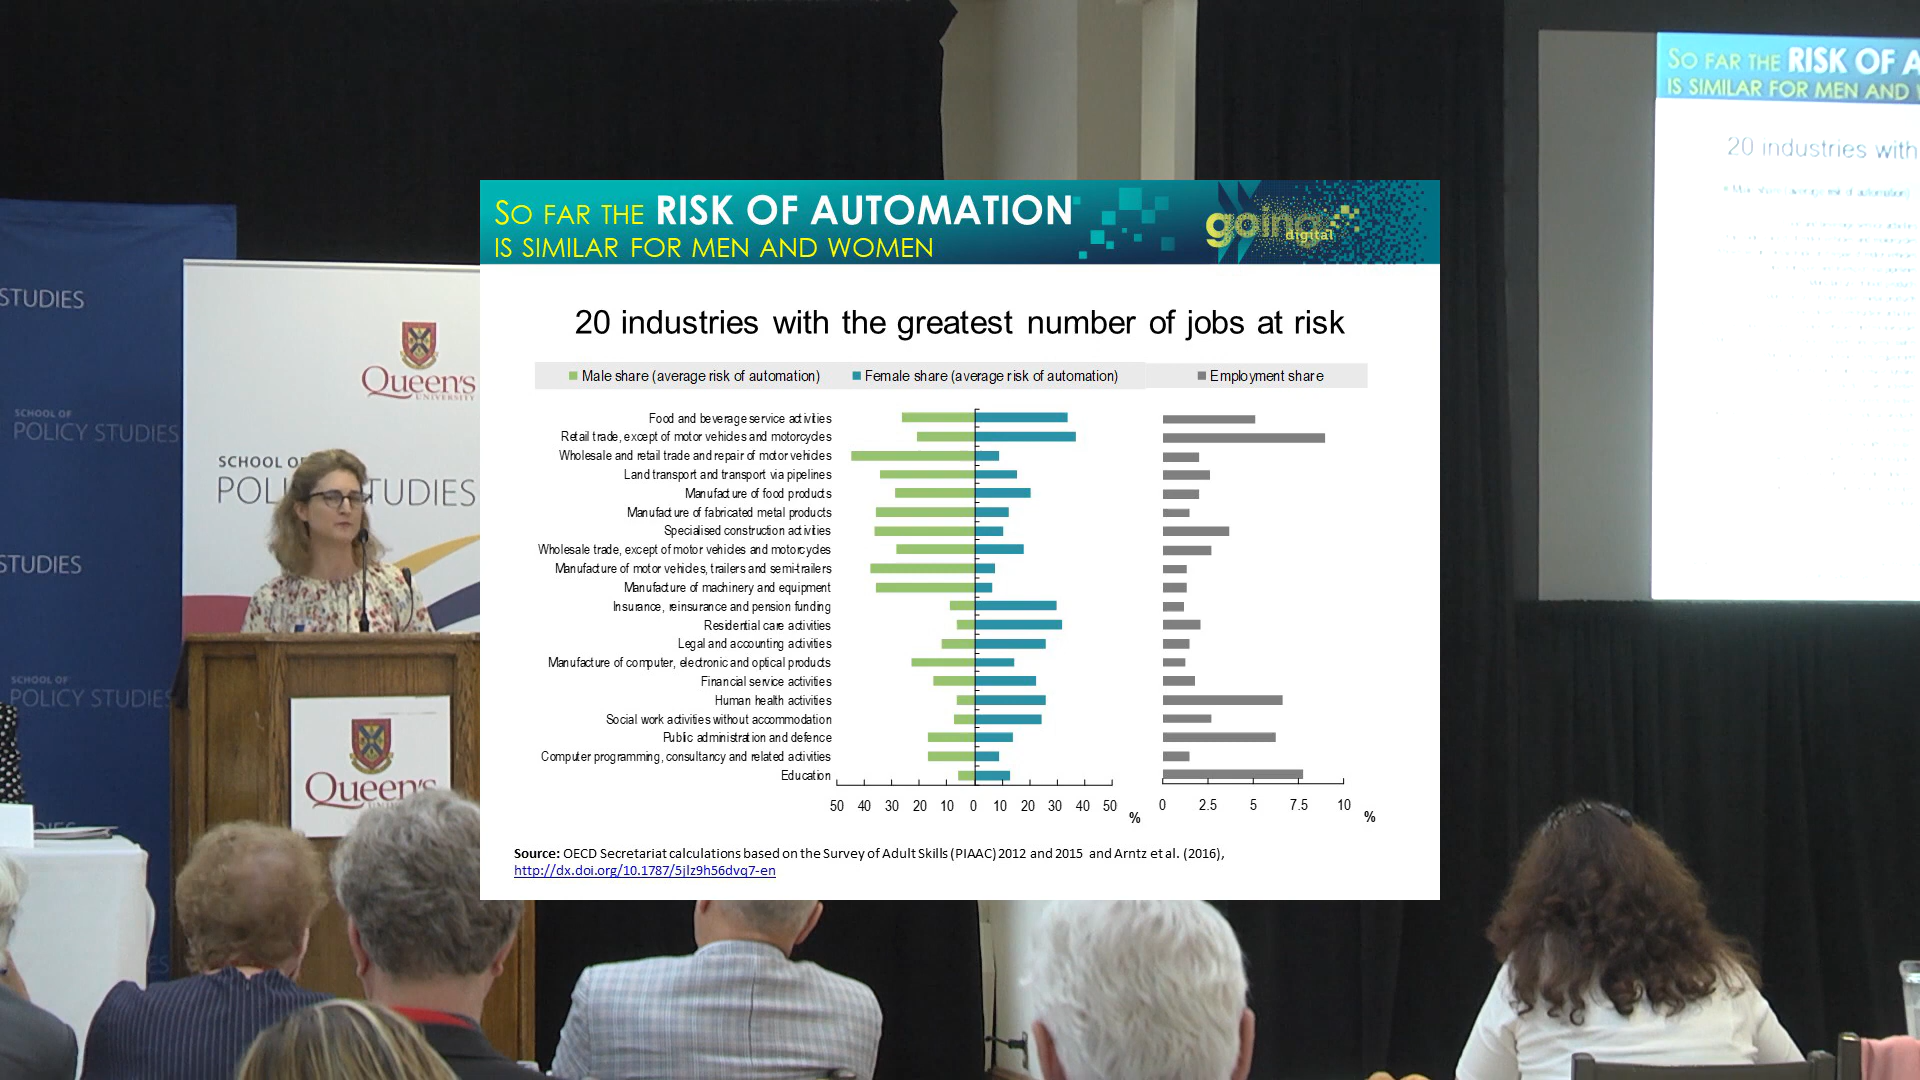 STUDIES
SCHOOL OF
POLICY STUDIES
STUDIES
SCHOOL OF
POLICY STUDIES
Queen's
UNIVERSITY
SCHOOL OF
POLICY STUDIES
Queen's
SO FAR THE RISK OF AUTOMATION
IS SIMILAR FOR MEN AND WOMEN
going
digital
20 industries with the greatest number of jobs at risk
Male share (average risk of automation) Female share (average risk of automation) Employment share
Food and beverage service activities
Retail trade, except of motor vehicles and motorcycles
Wholesale and retail trade and repair of motor vehicles
Land transport and transport via pipelines
Manufacture of food products
Manufacture of fabricated metal products
Specialised construction activities
Wholesale trade, except of motor vehicles and motorcycles
Manufacture of motor vehicles, trailers and semi-trailers
Manufacture of machinery and equipment
Insurance, reinsurance and pension funding
Residential care activities
Legal and accounting activities
Manufacture of computer, electronic and optical products
Financial service activities
Human health activities
Social work activities without accommodation
Public administration and defence
Computer programming, consultancy and related activities
Education
50 40 30 20 10 0 10 20 30 40 50 %
0 2.5 5 7.5 10 %
Source: OECD Secretariat calculations based on the Survey of Adult Skills (PIAAC) 2012 and 2015 and Arntz et al. (2016),
http://dx.doi.org/10.1787/5jlz9h56dvq7-en
SO FAR THE RISK OF A
IS SIMILAR FOR MEN AND
20 industries with